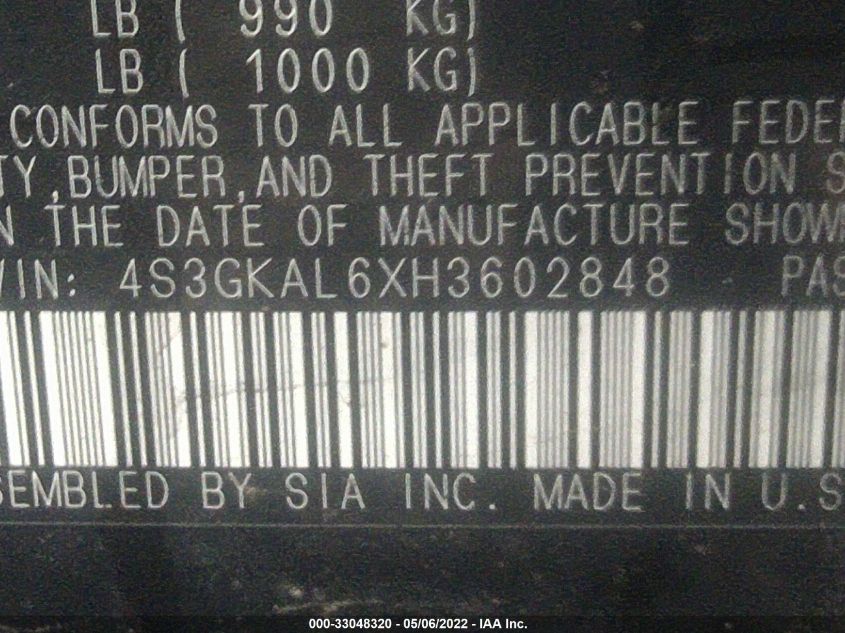 LB ( 990 KG)
LB ( 1000 KG)
CONFORMS TO ALL APPLICABLE FEDE
TY,BUMPER,AND THEFT PREVENTION S
N THE DATE OF MANUFACTURE SHOW
VIN: 4S3GKAL6XH3602848 PAS
SEMBLED BY SIA INC. MADE IN U.S
000-33048320 - 05/06/2022 - IAA Inc.